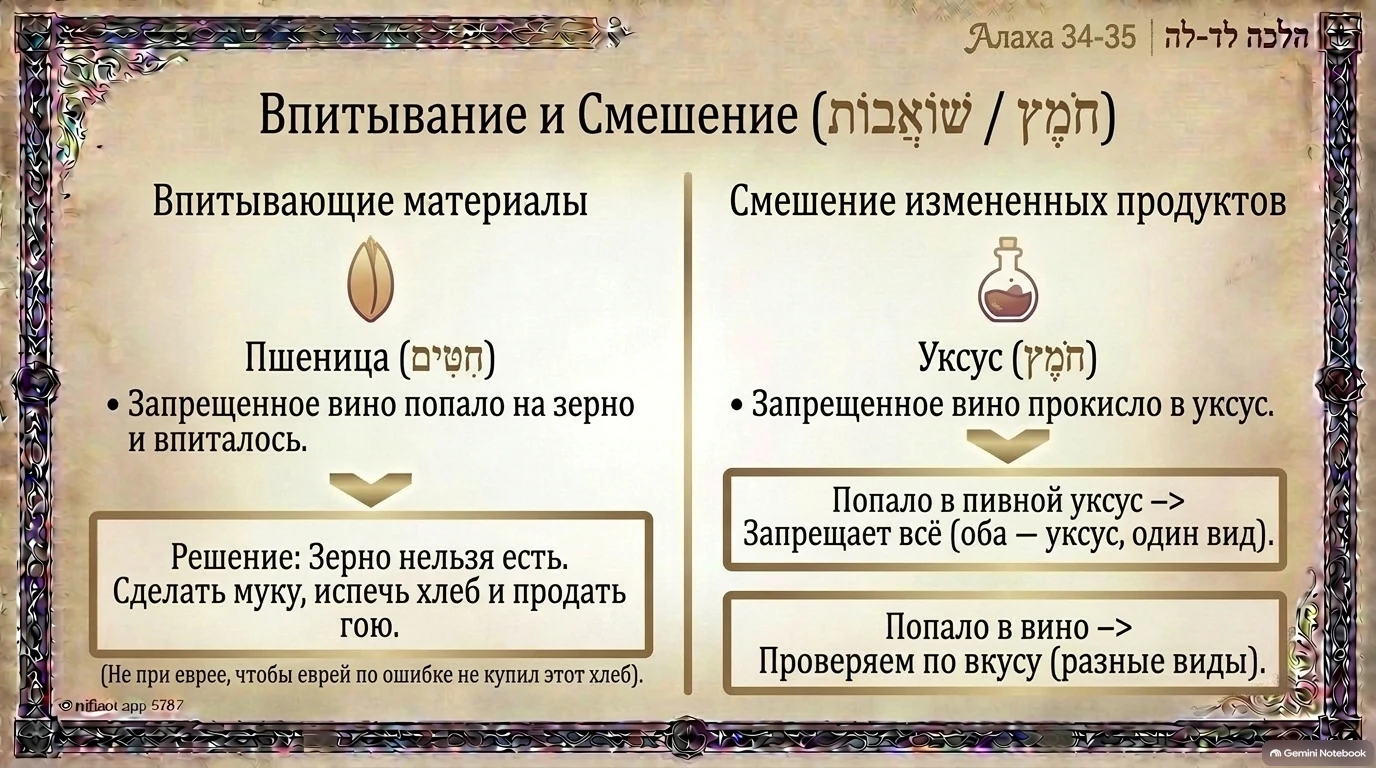 Алаха 34-35 | הלכה לד-לה
Впитывание и Смешение (שׁוֹאֲבוֹת / חֹמֶץ)
Впитывающие материалы
Пшеница (חִטִּים)
• Запрещенное вино попало на зерно
и впиталось.
Решение: Зерно нельзя есть.
Сделать муку, испечь хлеб и продать
гою.
(Не при еврее, чтобы еврей по ошибке не купил этот хлеб).
Смешение измененных продуктов
Уксус (חֹמֶץ)
• Запрещенное вино прокисло в уксус.
Попало в пивной уксус –>
Запрещает всё (оба — уксус, один вид).
Попало в вино –>
Проверяем по вкусу (разные виды).
app 5787
Gemini Notebook